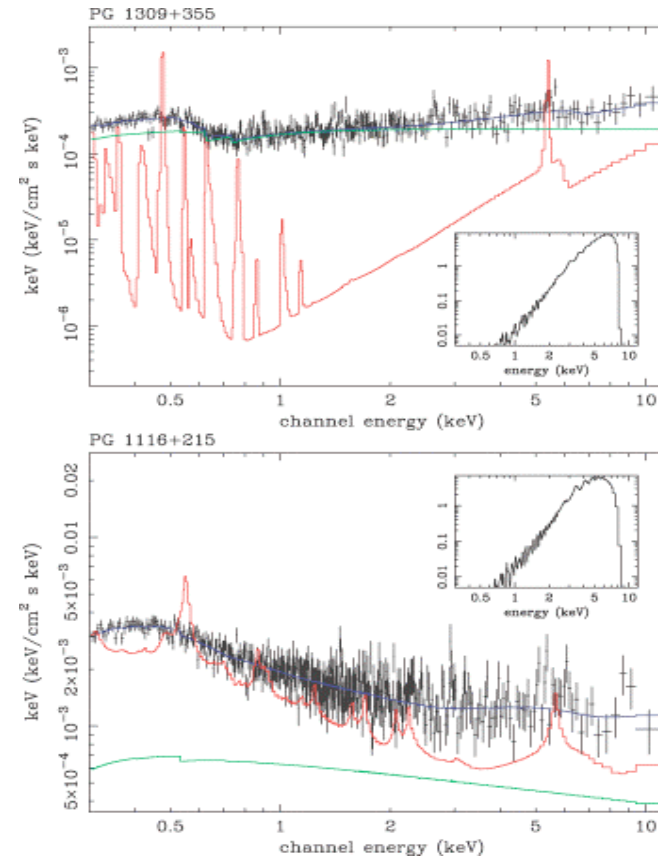 PG 1309+355
keV (keV/cm² s keV)
10⁻³
10⁻⁴
10⁻⁵
10⁻⁶
1
0.1
0.01
0.5 1 2 6 10
energy (keV)
0.5 1 2 5 10
channel energy (keV)
PG 1116+215
keV (keV/cm² s keV)
0.02
0.01
5×10⁻³
2×10⁻³
10⁻³
5×10⁻⁴
1
0.1
0.01
0.5 1 2 6 10
energy (keV)
0.5 1 2 5 10
channel energy (keV)